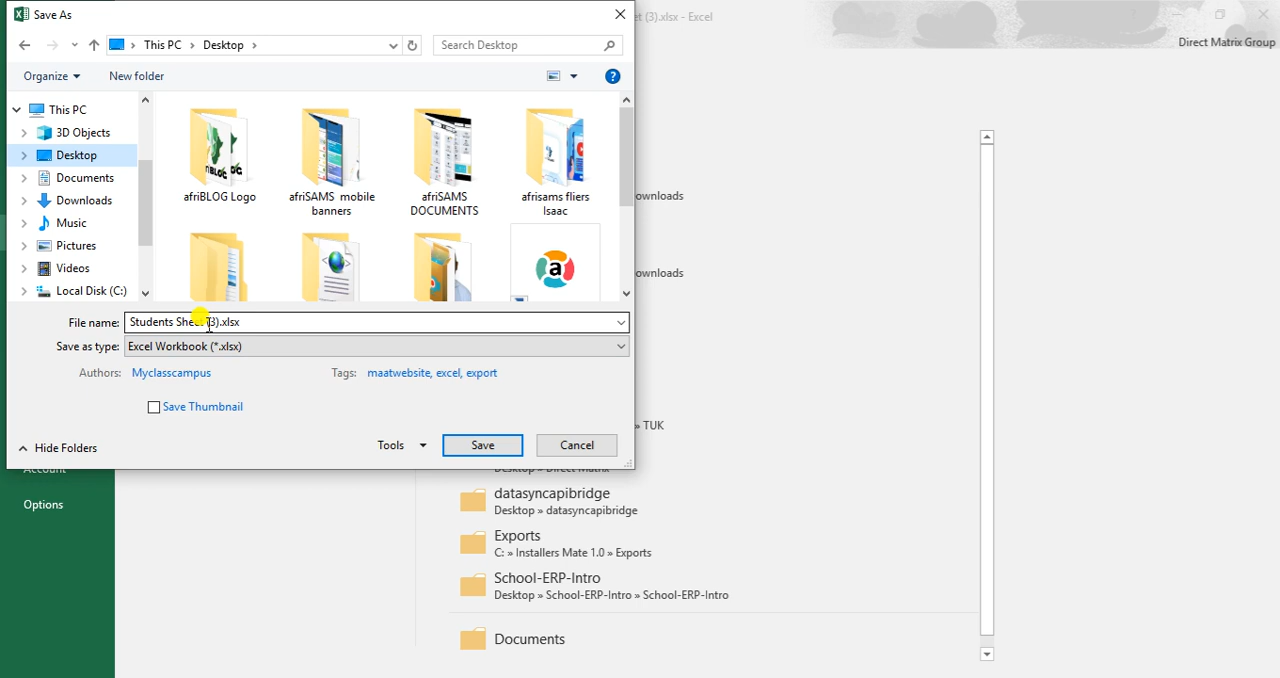 Save As
et (3).xlsx - Excel
Direct Matrix Group
This PC
Desktop
Search Desktop
Organize
New folder
?
This PC
3D Objects
Desktop
Documents
Downloads
Music
Pictures
Videos
Local Disk (C:)
afriBLOG Logo
afriSAMS mobile
banners
afriSAMS
DOCUMENTS
afrisams fliers
Isaac
a
ownloads
ownloads
File name:
Students Sheet (3).xlsx
Save as type:
Excel Workbook (*.xlsx)
Authors:
Myclasscampus
Tags:
maatwebsite, excel, export
Save Thumbnail
Hide Folders
Tools
Save
Cancel
» TUK
Account
Options
Desktop » Direct Matrix
datasyncapibridge
Desktop » datasyncapibridge
Exports
C: » Installers Mate 1.0 » Exports
School-ERP-Intro
Desktop » School-ERP-Intro » School-ERP-Intro
Documents